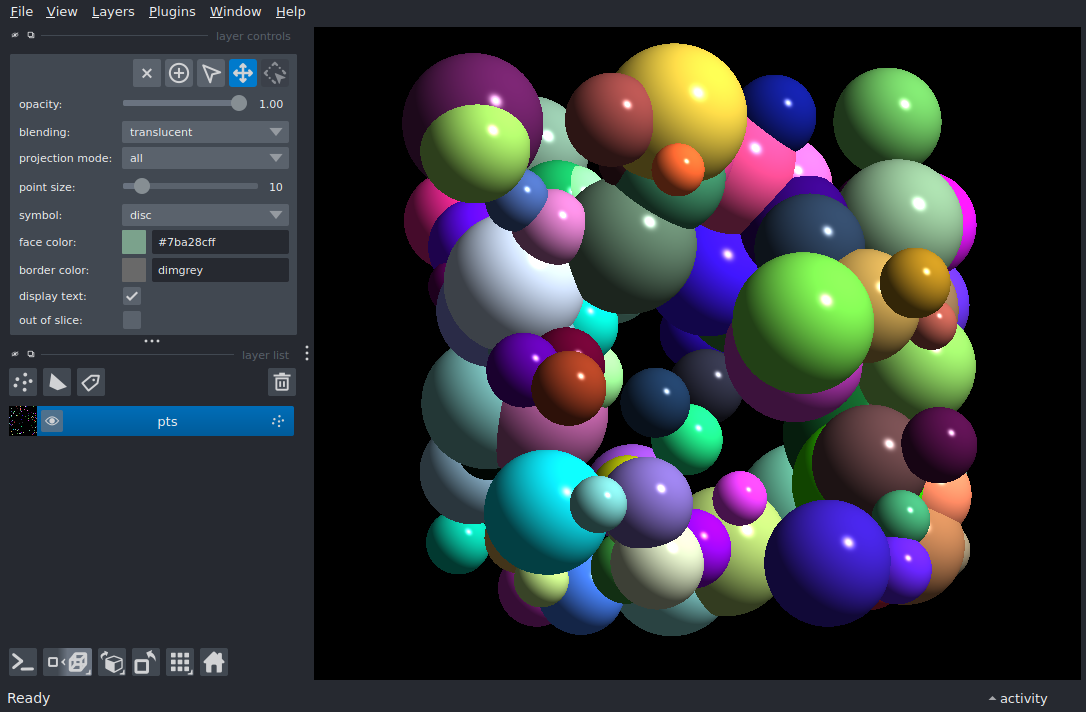 File View Layers Plugins Window Help
layer controls
opacity: 1.00
blending: translucent
projection mode: all
point size: 10
symbol: disc
face color: #7ba28cff
border color: dimgrey
display text:
out of slice:
layer list
pts
Ready
activity